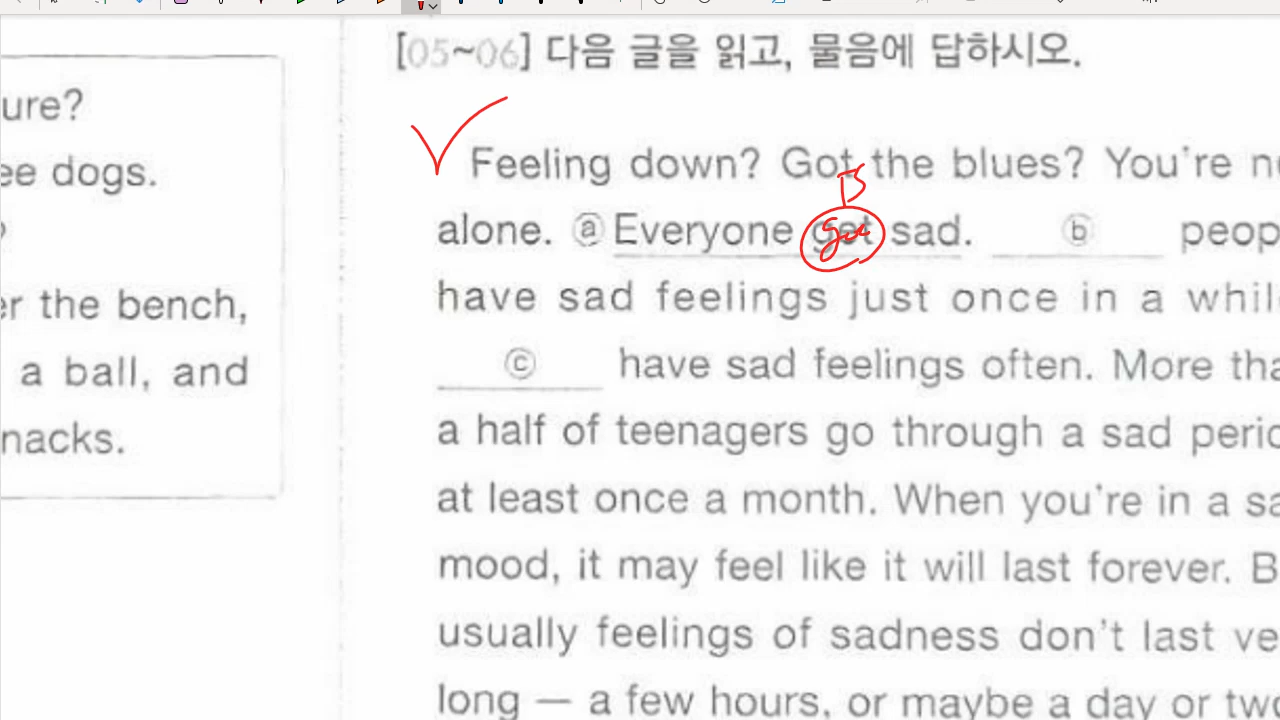 ure?
ee dogs.
?
er the bench,
a ball, and
nacks.
[05~06] 다음 글을 읽고, 물음에 답하시오.
Feeling down? Got the blues? You're n
alone. ⓐ Everyone get sad. ⓑ peop
have sad feelings just once in a whil
ⓒ have sad feelings often. More tha
a half of teenagers go through a sad perio
at least once a month. When you're in a sa
mood, it may feel like it will last forever. B
usually feelings of sadness don't last ve
long — a few hours, or maybe a day or two